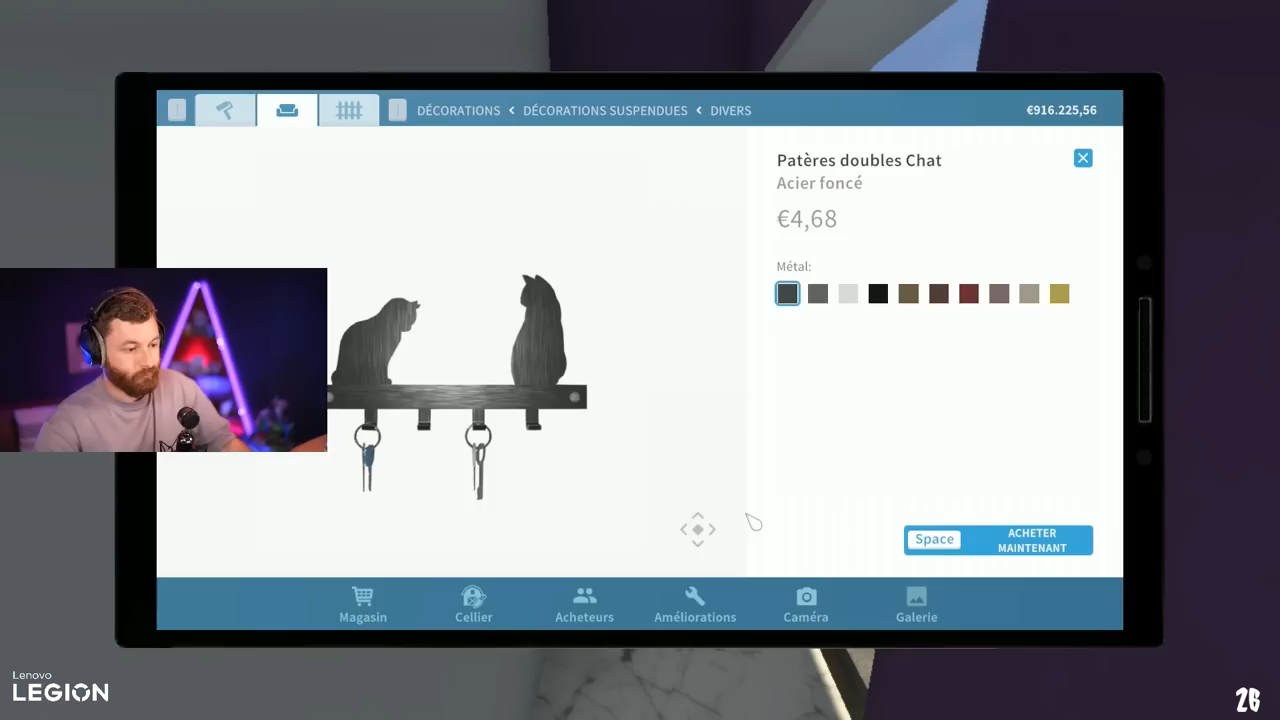 DÉCORATIONS < DÉCORATIONS SUSPENDUES < DIVERS
€916.225,56
Patères doubles Chat
Acier foncé
€4,68
Métal:
Space
ACHETER
MAINTENANT
Magasin
Cellier
Acheteurs
Améliorations
Caméra
Galerie
Lenovo
LEGION
26